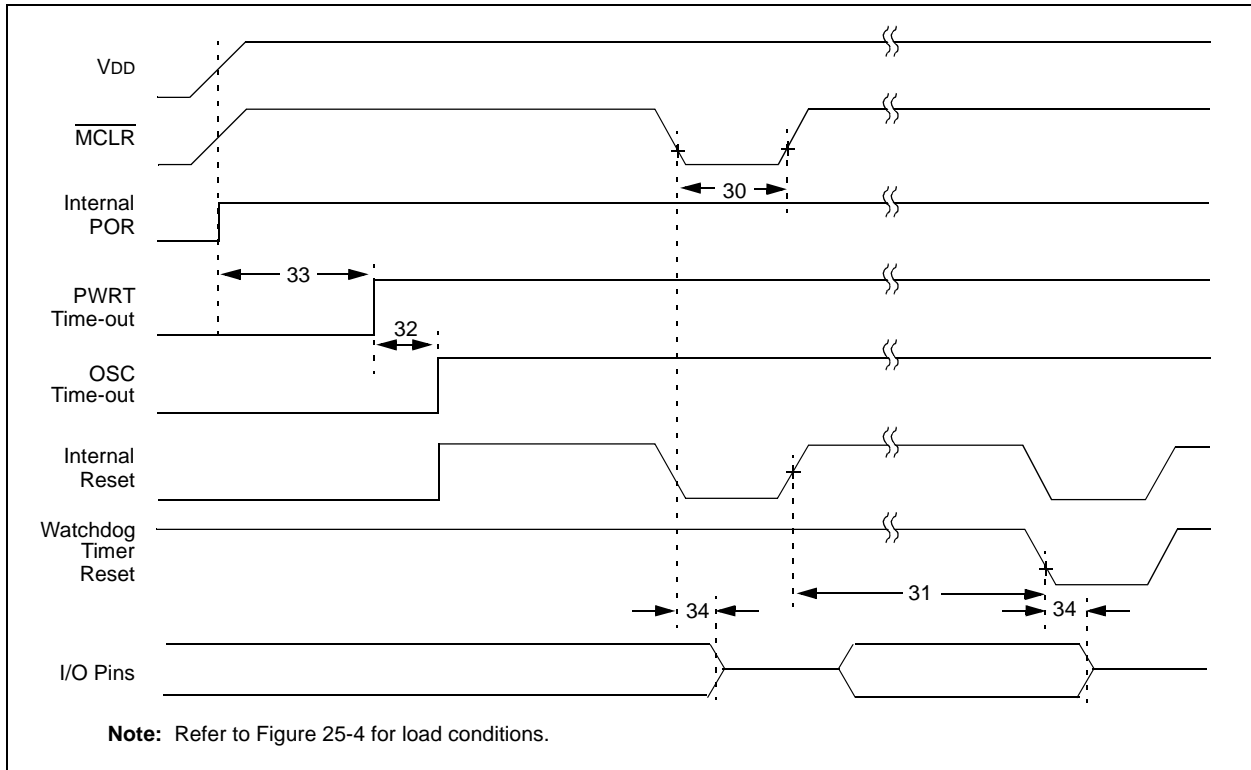 VDD
MCLR
30
Internal
POR
33
PWRT
Time-out
32
OSC
Time-out
Internal
Reset
Watchdog
Timer
Reset
31
34
34
I/O Pins
Note: Refer to Figure 25-4 for load conditions.